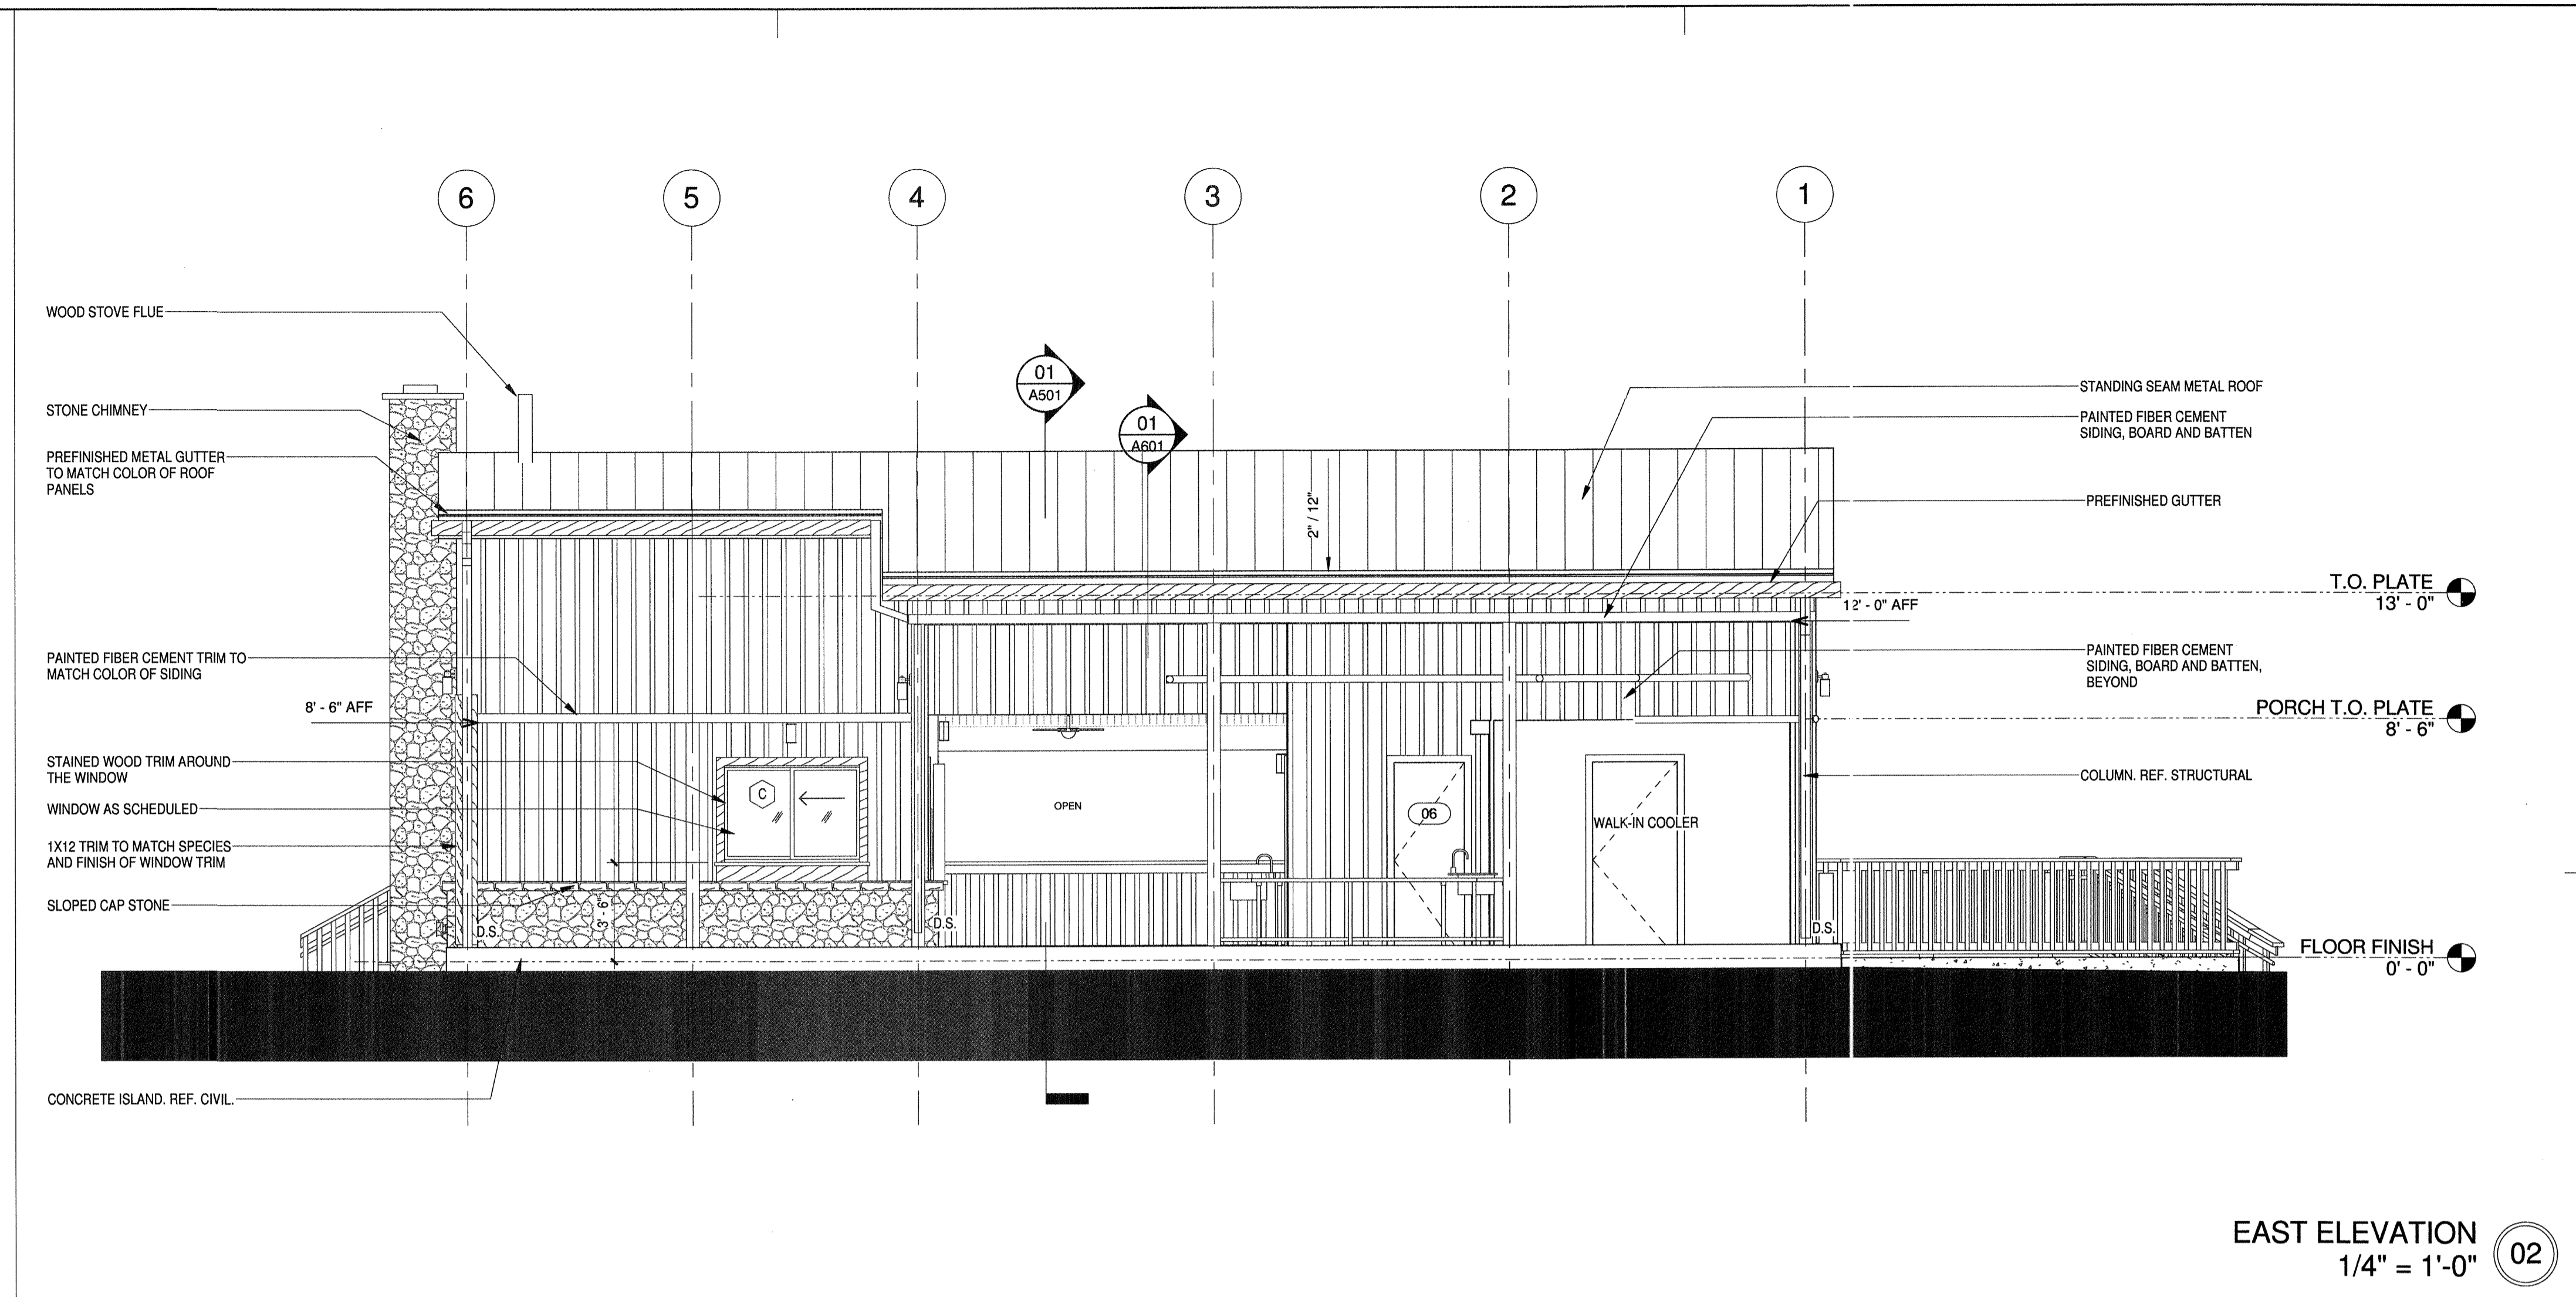 6
5
4
3
2
1
WOOD STOVE FLUE
STONE CHIMNEY
PREFINISHED METAL GUTTER
TO MATCH COLOR OF ROOF
PANELS
01
A501
01
A601
STANDING SEAM METAL ROOF
PAINTED FIBER CEMENT
SIDING, BOARD AND BATTEN
2" / 12"
PREFINISHED GUTTER
T.O. PLATE
13' - 0"
12' - 0" AFF
PAINTED FIBER CEMENT TRIM TO
MATCH COLOR OF SIDING
PAINTED FIBER CEMENT
SIDING, BOARD AND BATTEN,
BEYOND
8' - 6" AFF
PORCH T.O. PLATE
8' - 6"
STAINED WOOD TRIM AROUND
THE WINDOW
COLUMN. REF. STRUCTURAL
C
WINDOW AS SCHEDULED
OPEN
06
WALK-IN COOLER
1X12 TRIM TO MATCH SPECIES
AND FINISH OF WINDOW TRIM
SLOPED CAP STONE
3' - 6"
D.S.
D.S.
D.S.
FLOOR FINISH
0' - 0"
CONCRETE ISLAND. REF. CIVIL.
EAST ELEVATION
1/4" = 1'-0"
02